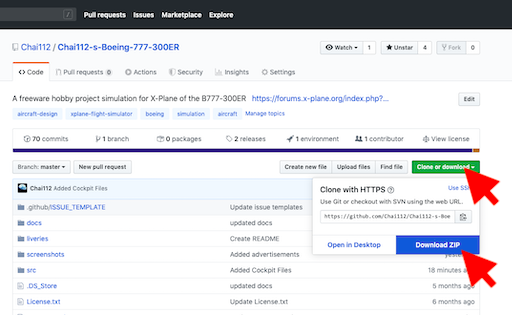 Pull requests Issues Marketplace Explore
Chai112 / Chai112-s-Boeing-777-300ER
Watch 1 Unstar 4 Fork 0
Code Pull requests 0 Actions Security Insights Settings
A freeware hobby project simulation for X-Plane of the B777-300ER https://forums.x-plane.org/index.php?... Edit
aircraft-design xplane-flight-simulator boeing simulation aircraft Manage topics
70 commits 1 branch 0 packages 2 releases 1 environment 1 contributor View license
Branch: master New pull request Create new file Upload files Find file Clone or download
Chai112 Added Cockpit Files
.github/ISSUE_TEMPLATE Update issue templates
docs updated docs
liveries Create README
screenshots Added advertisements
src Added Cockpit Files 18 minutes
.DS_Store updated docs 5 months ago
License.txt Update License.txt 6 months ago
Clone with HTTPS Use
Use Git or checkout with SVN using the web URL.
https://github.com/Chai112/Chai112-s-Boe
Open in Desktop Download ZIP